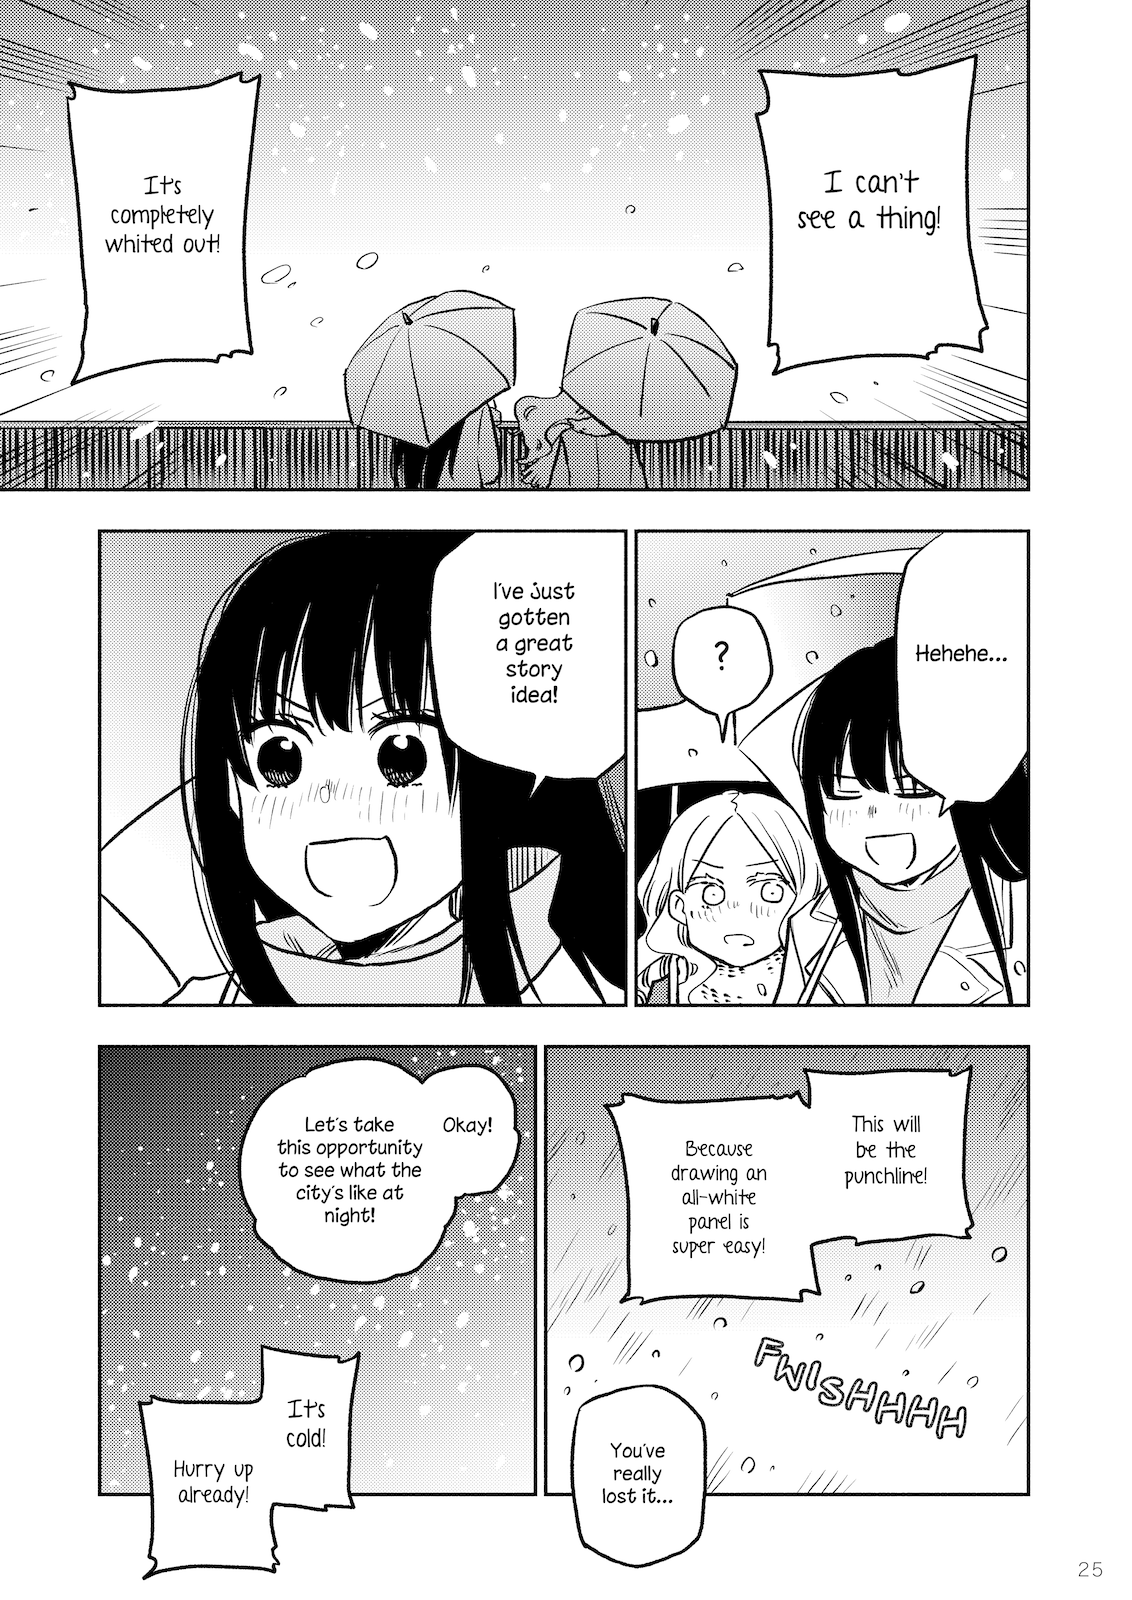 I can't
see a thing!
It's
completely
whited out!
Hehehe...
?
I've just
gotten
a great
story
idea!
This will
be the
punchline!
Because
drawing an
all-white
panel is
super easy!
FWISHHHH
You've
really
lost it...
Okay!
Let's take
this opportunity
to see what the
city's like at
night!
It's
cold!
Hurry up
already!
25